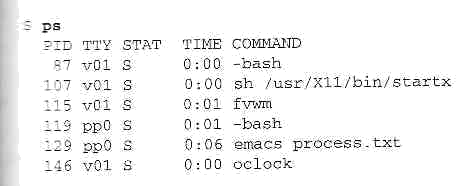 $ ps
PID TTY STAT TIME COMMAND
87 v01 S 0:00 -bash
107 v01 S 0:00 sh /usr/X11/bin/startx
115 v01 S 0:01 fvwm
119 pp0 S 0:01 -bash
129 pp0 S 0:06 emacs process.txt
146 v01 S 0:00 oclock